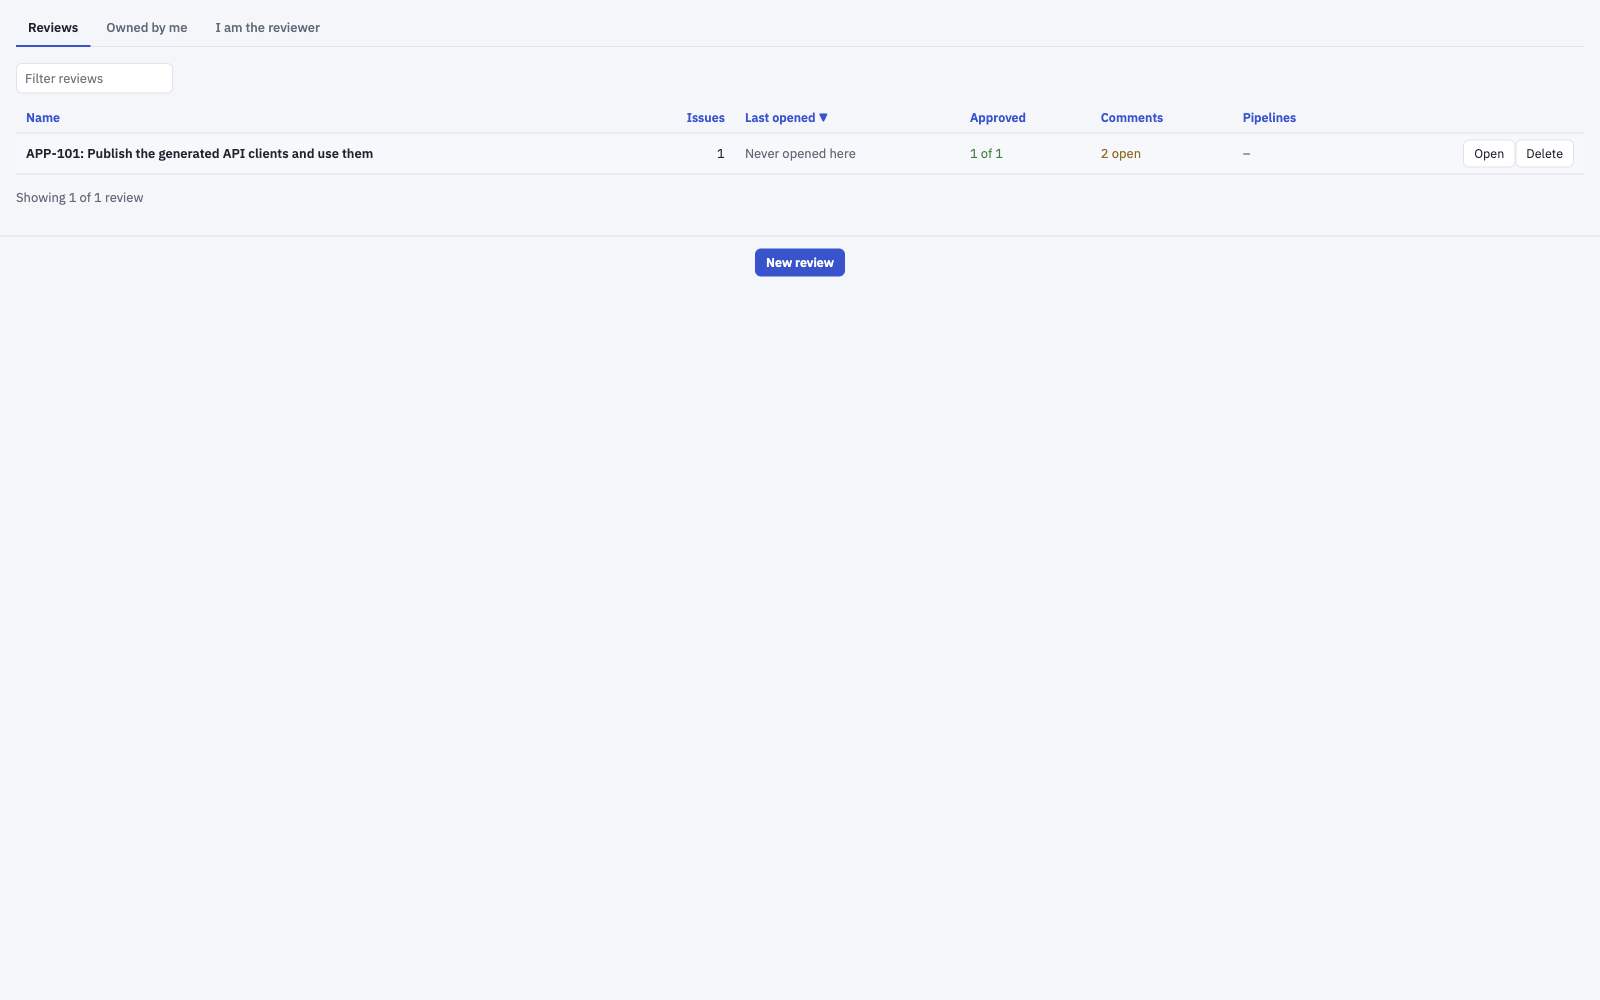 Reviews Owned by me I am the reviewer
Filter reviews
Name Issues Last opened ▼ Approved Comments Pipelines
APP-101: Publish the generated API clients and use them 1 Never opened here 1 of 1 2 open – Open Delete
Showing 1 of 1 review
New review